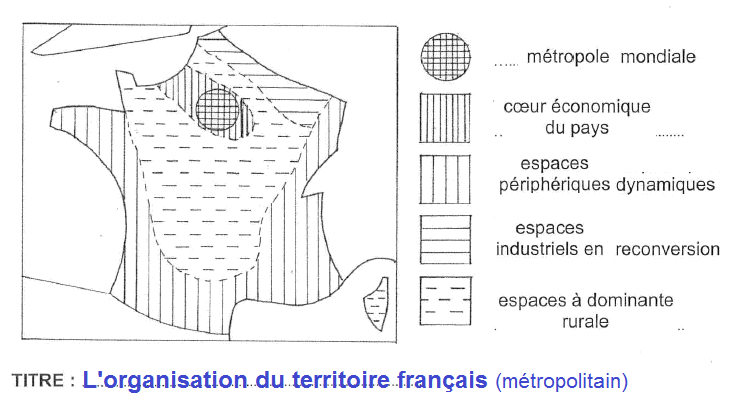 métropole mondiale
cœur économique
du pays
espaces
périphériques dynamiques
espaces
industriels en reconversion
espaces à dominante
rurale
TITRE : L'organisation du territoire français (métropolitain)